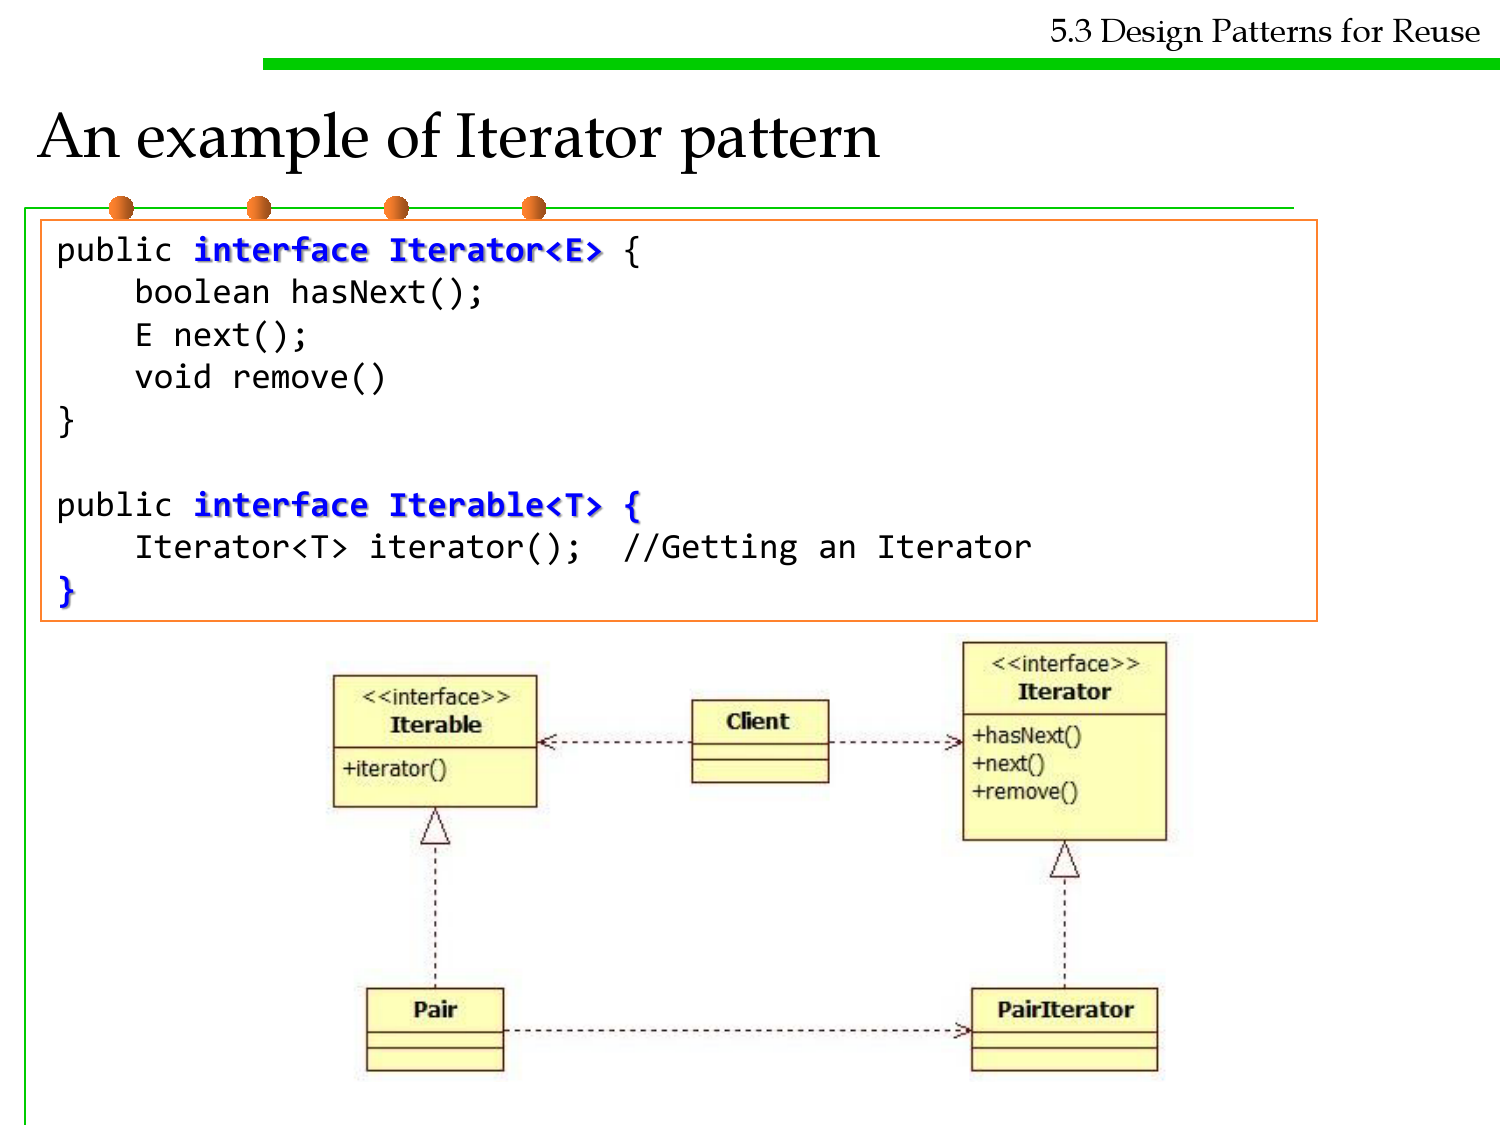 5.3 Design Patterns for Reuse
An example of Iterator pattern
public interface Iterator<E> {
    boolean hasNext();
    E next();
    void remove()
}
public interface Iterable<T> {
    Iterator<T> iterator();  //Getting an Iterator
}
<<interface>>
Iterable
+iterator()
Client
<<interface>>
Iterator
+hasNext()
+next()
+remove()
Pair
PairIterator